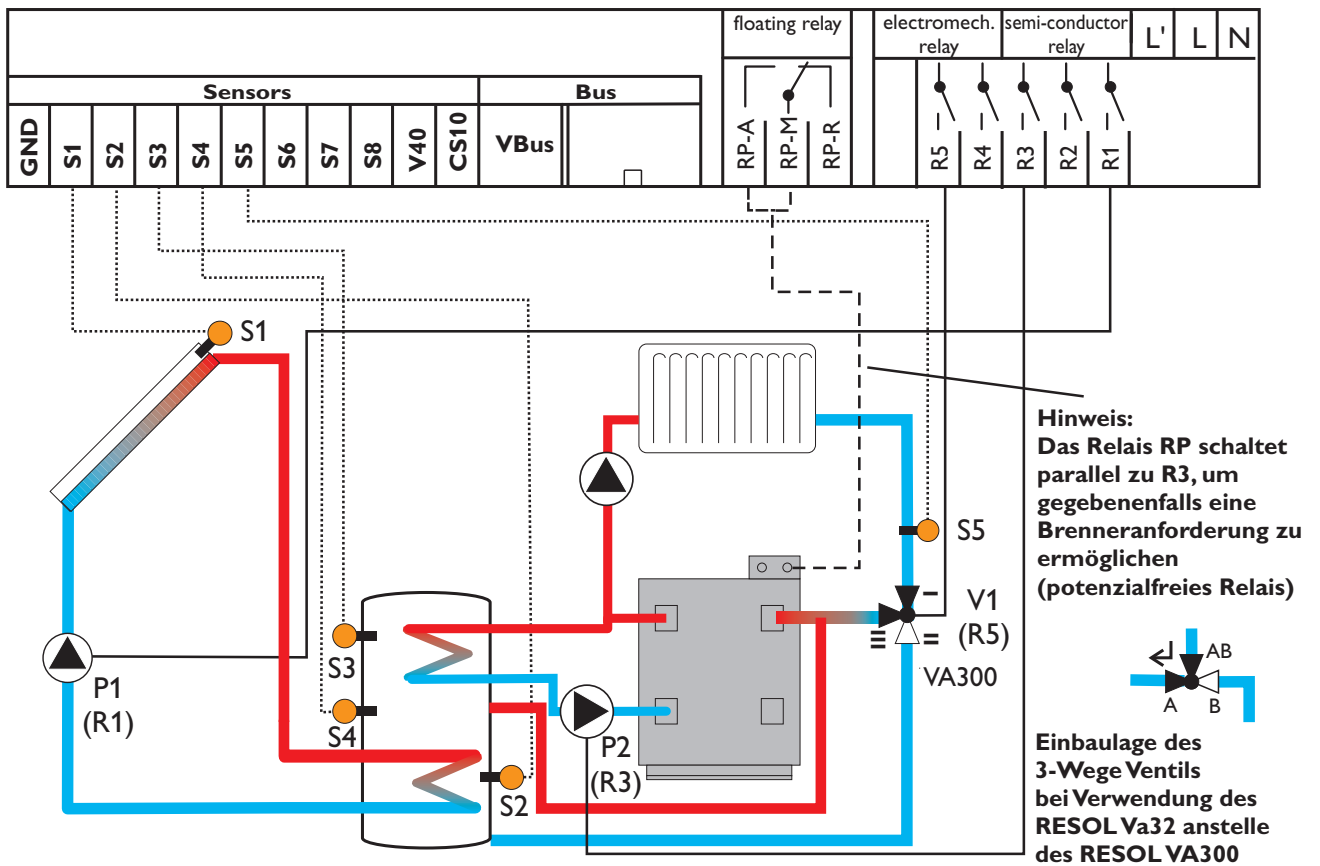 floating relay
electromech. relay
semi-conductor relay
L'
L
N
Sensors
Bus
GND
S1
S2
S3
S4
S5
S6
S7
S8
V40
CS10
VBus
RP-A
RP-M
RP-R
R5
R4
R3
R2
R1
S1
Hinweis:
Das Relais RP schaltet
parallel zu R3, um
gegebenenfalls eine
Brenneranforderung zu
ermöglichen
(potenzialfreies Relais)
S5
V1
(R5)
VA300
S3
S4
P1
(R1)
P2
(R3)
S2
AB
A
B
Einbaulage des
3-Wege Ventils
bei Verwendung des
RESOL Va32 anstelle
des RESOL VA300